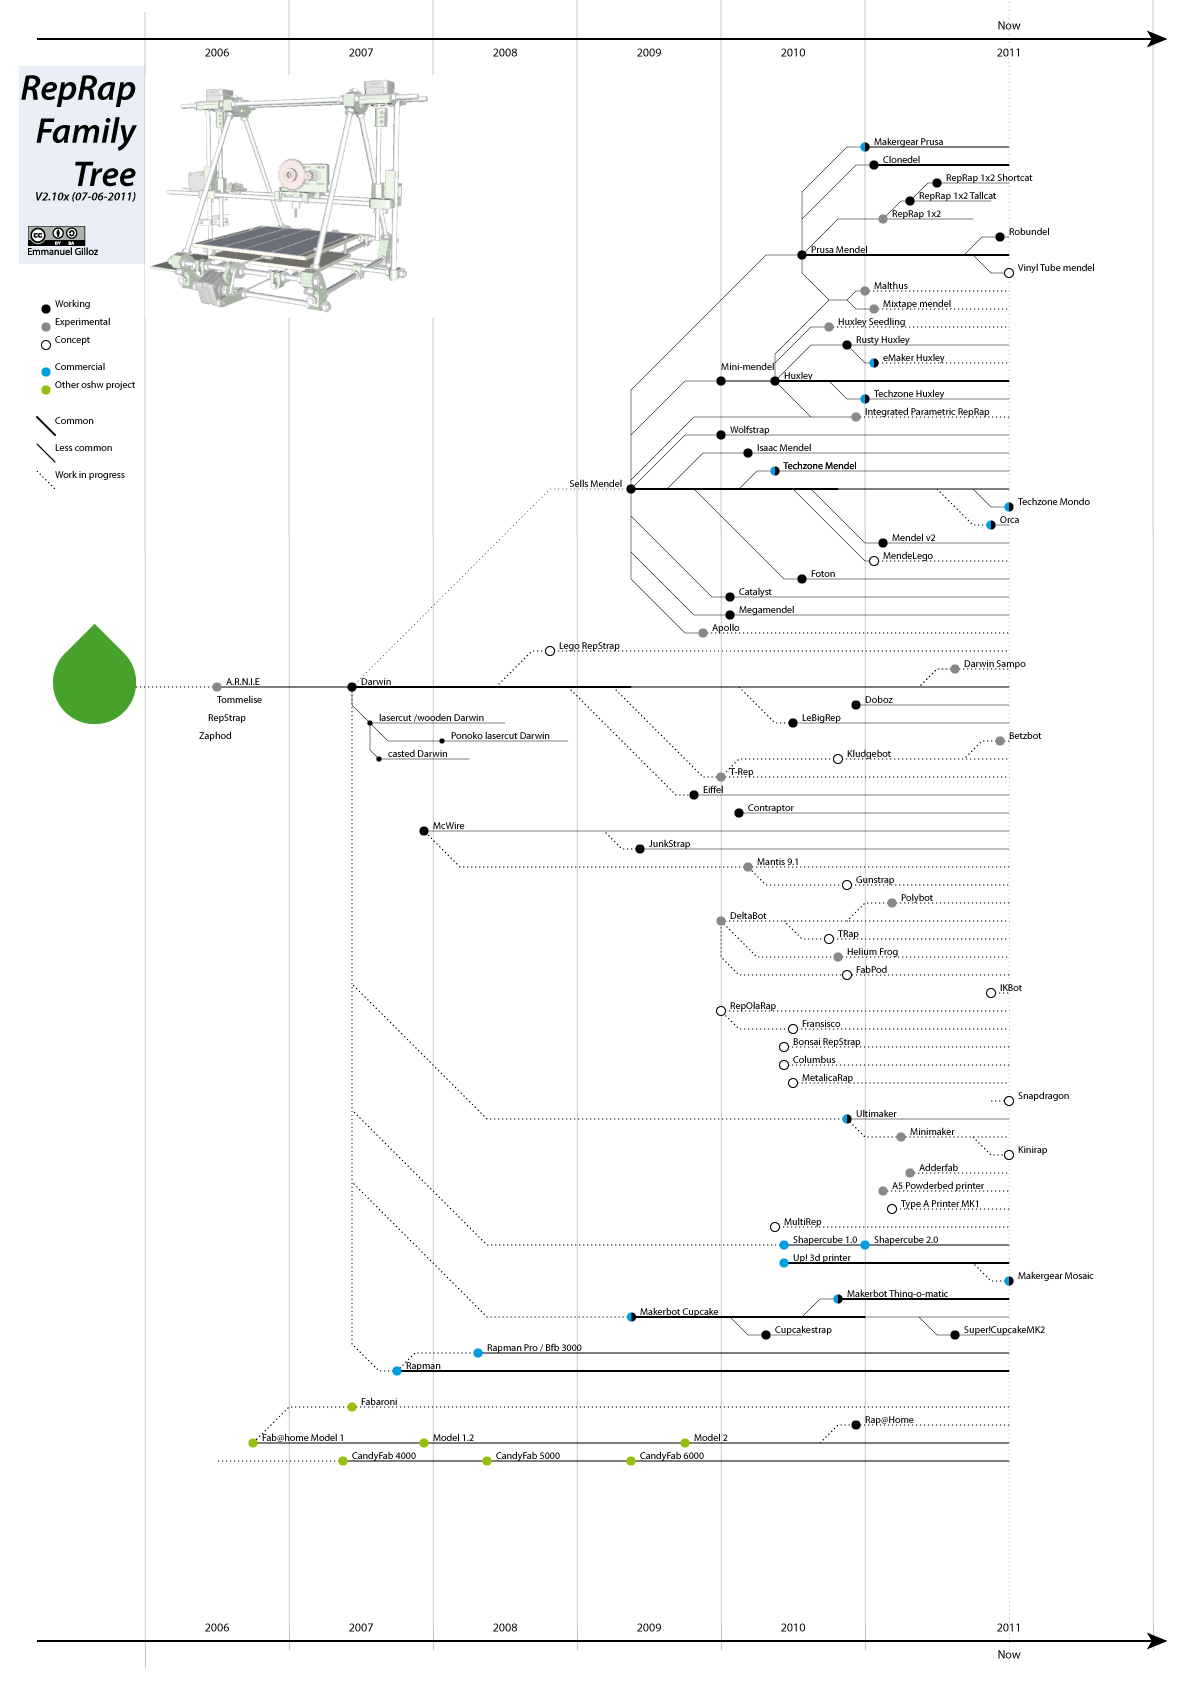 Now
2006 2007 2008 2009 2010 2011
RepRap
Family
Tree
V2.10x (07-06-2011)
cc BY SA
Emmanuel Gilloz
Working
Experimental
Concept
Commercial
Other oshw project
Common
Less common
Work in progress
Makergear Prusa
Clonedel
RepRap 1x2 Shortcat
RepRap 1x2 Tallcat
RepRap 1x2
Robundel
Prusa Mendel
Vinyl Tube mendel
Malthus
Mixtape mendel
Huxley Seedling
Rusty Huxley
eMaker Huxley
Mini-mendel
Huxley
Techzone Huxley
Integrated Parametric RepRap
Wolfstrap
Isaac Mendel
Techzone Mendel
Sells Mendel
Techzone Mondo
Orca
Mendel v2
MendeLego
Foton
Catalyst
Megamendel
Apollo
Lego RepStrap
Darwin Sampo
A.R.N.I.E
Darwin
Tommelise
Doboz
RepStrap
lasercut /wooden Darwin
LeBigRep
Zaphod
Ponoko lasercut Darwin
Betzbot
casted Darwin
Kludgebot
T-Rep
Eiffel
Contraptor
McWire
JunkStrap
Mantis 9.1
Gunstrap
Polybot
DeltaBot
TRap
Helium Frog
FabPod
IKBot
RepOlaRap
Fransisco
Bonsai RepStrap
Columbus
MetalicaRap
Snapdragon
Ultimaker
Minimaker
Kinirap
Adderfab
A5 Powderbed printer
Type A Printer MK1
MultiRep
Shapercube 1.0 Shapercube 2.0
Up! 3d printer
Makergear Mosaic
Makerbot Thing-o-matic
Makerbot Cupcake
Cupcakestrap
Super!CupcakeMK2
Rapman Pro / Bfb 3000
Rapman
Fabaroni
Rap@Home
Fab@home Model 1 Model 1.2 Model 2
CandyFab 4000 CandyFab 5000 CandyFab 6000
2006 2007 2008 2009 2010 2011
Now